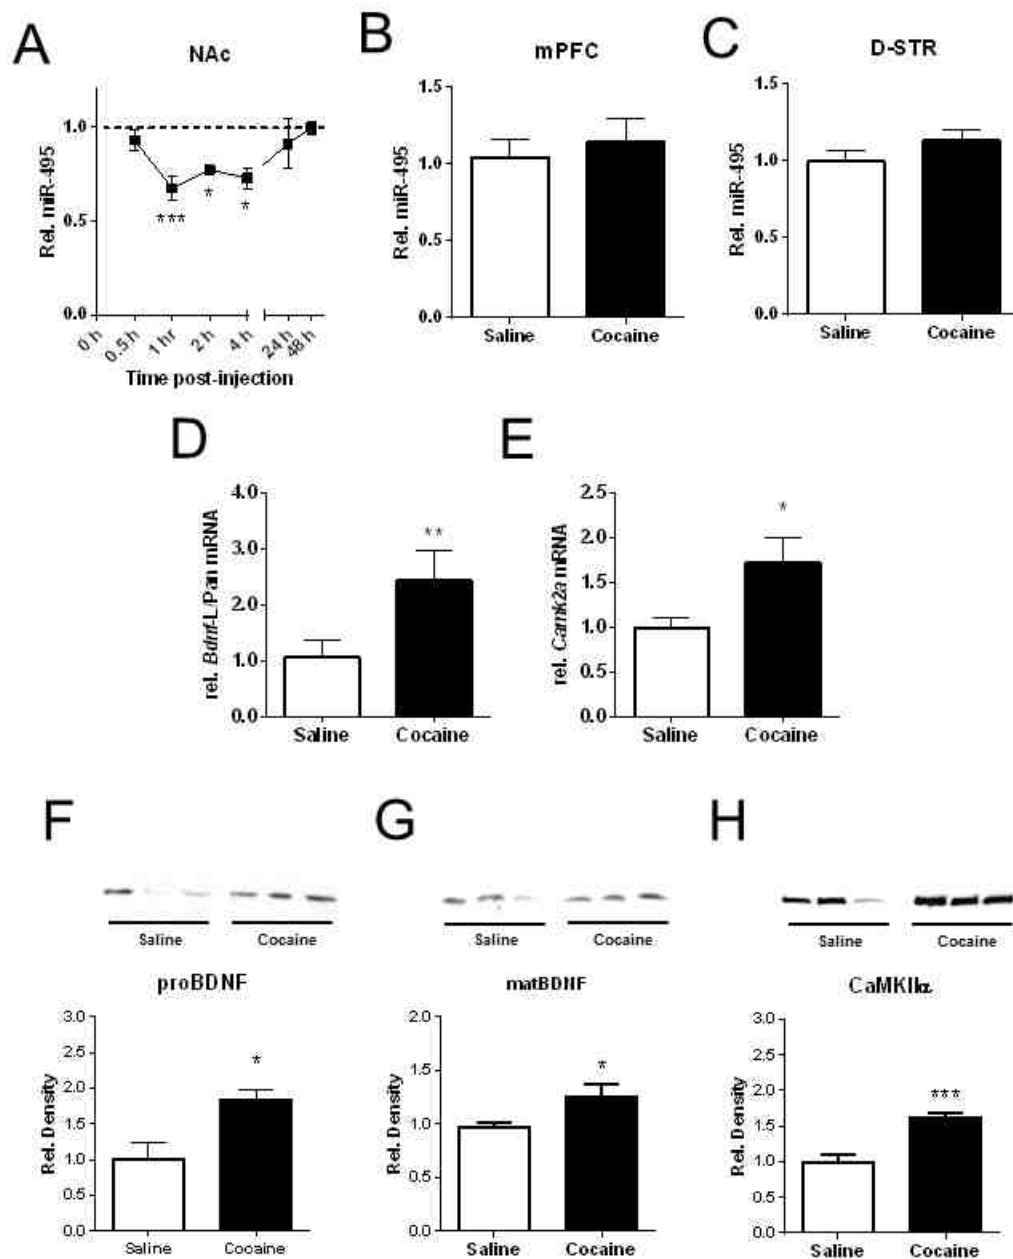 A
NAc
Rel. miR-495
1.0
0.5
0.0
0 h
0.5 h
1 hr
2 h
4 h
24 h
48 h
***
*
*
Time post-injection
B
mPFC
Rel. miR-495
1.5
1.0
0.5
0.0
Saline
Cocaine
C
D-STR
Rel. miR-495
1.5
1.0
0.5
0.0
Saline
Cocaine
D
rel. Bdnf-L/Pan mRNA
4.0
3.0
2.0
1.0
0.0
**
Saline
Cocaine
E
rel. Camk2a mRNA
2.5
2.0
1.5
1.0
0.5
0.0
*
Saline
Cocaine
F
Saline
Cocaine
proBDNF
Rel. Density
3.0
2.5
2.0
1.5
1.0
0.5
0.0
*
Saline
Cocaine
G
Saline
Cocaine
matBDNF
Rel. Density
2.0
1.5
1.0
0.5
0.0
*
Saline
Cocaine
H
Saline
Cocaine
CaMKIIα
Rel. Density
3.0
2.5
2.0
1.5
1.0
0.5
0.0
***
Saline
Cocaine